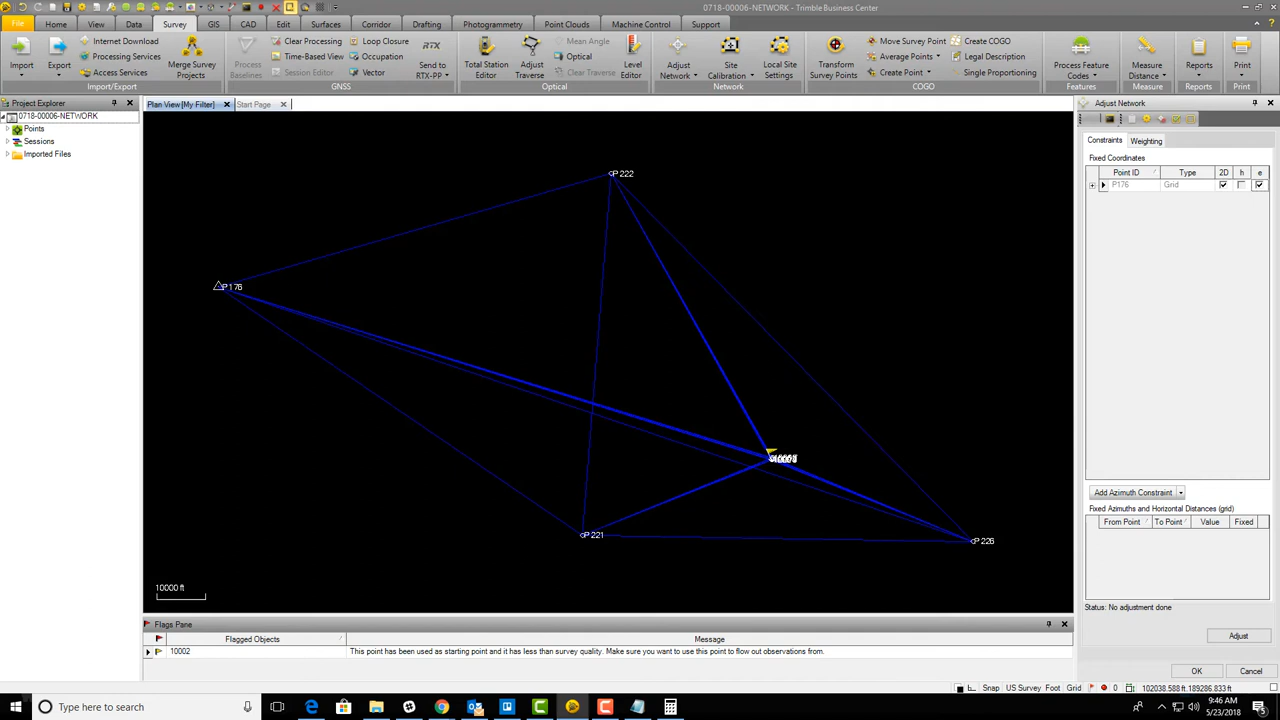 0718-00006-NETWORK - Trimble Business Center
File Home View Data Survey GIS CAD Edit Surfaces Corridor Drafting Photogrammetry Point Clouds Machine Control Support
Import
Export
Internet Download
Processing Services
Access Services
Merge Survey Projects
Import/Export
Process Baselines
Clear Processing
Time-Based View
Session Editor
Loop Closure
Occupation
Vector
RTX
Send to RTX-PP
GNSS
Total Station Editor
Adjust Traverse
Mean Angle
Optical
Clear Traverse
Level Editor
Optical
Adjust Network
Site Calibration
Local Site Settings
Network
Transform Survey Points
Move Survey Point
Average Points
Create Point
Create COGO
Legal Description
Single Proportioning
COGO
Process Feature Codes
Features
Measure Distance
Measure
Reports
Reports
Print
Print
Project Explorer
0718-00006-NETWORK
Points
Sessions
Imported Files
Plan View [My Filter]
Start Page
P222
P176
P221
P226
10000 ft
Flags Pane
Flagged Objects Message
10002 This point has been used as starting point and it has less than survey quality. Make sure you want to use this point to flow out observations from.
Adjust Network
Constraints Weighting
Fixed Coordinates
Point ID Type 2D h e
P176 Grid
Add Azimuth Constraint
Fixed Azimuths and Horizontal Distances (grid)
From Point To Point Value Fixed
Status: No adjustment done
Adjust
OK Cancel
Snap US Survey Foot Grid 0 102038.588 ft,189286.833 ft
Type here to search
9:46 AM
5/23/2018